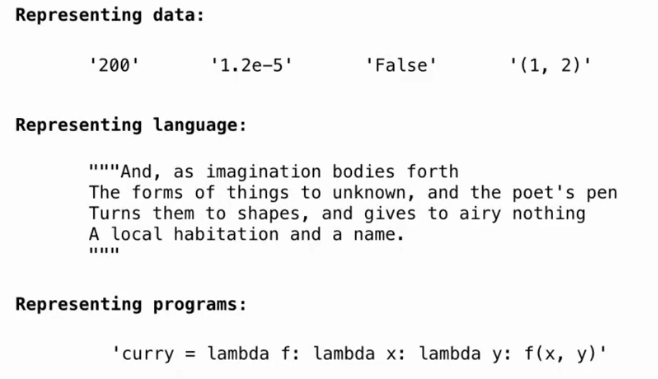 Representing data:
'200' '1.2e-5' 'False' '(1, 2)'
Representing language:
"""And, as imagination bodies forth
The forms of things to unknown, and the poet's pen
Turns them to shapes, and gives to airy nothing
A local habitation and a name.
"""
Representing programs:
'curry = lambda f: lambda x: lambda y: f(x, y)'